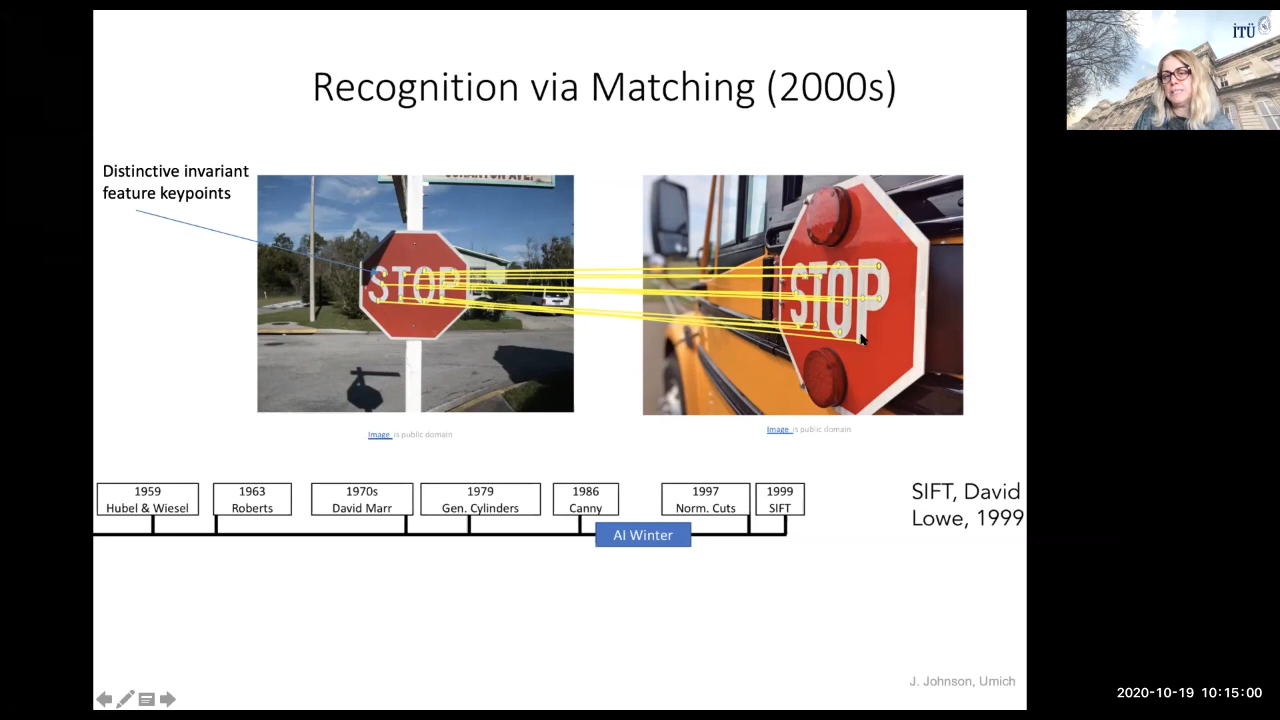 İTÜ
Recognition via Matching (2000s)
Distinctive invariant
feature keypoints
STOP
STOP
Image is public domain
Image is public domain
1959
Hubel & Wiesel
1963
Roberts
1970s
David Marr
1979
Gen. Cylinders
1986
Canny
1997
Norm. Cuts
1999
SIFT
AI Winter
SIFT, David
Lowe, 1999
J. Johnson, Umich
2020-10-19 10:15:00